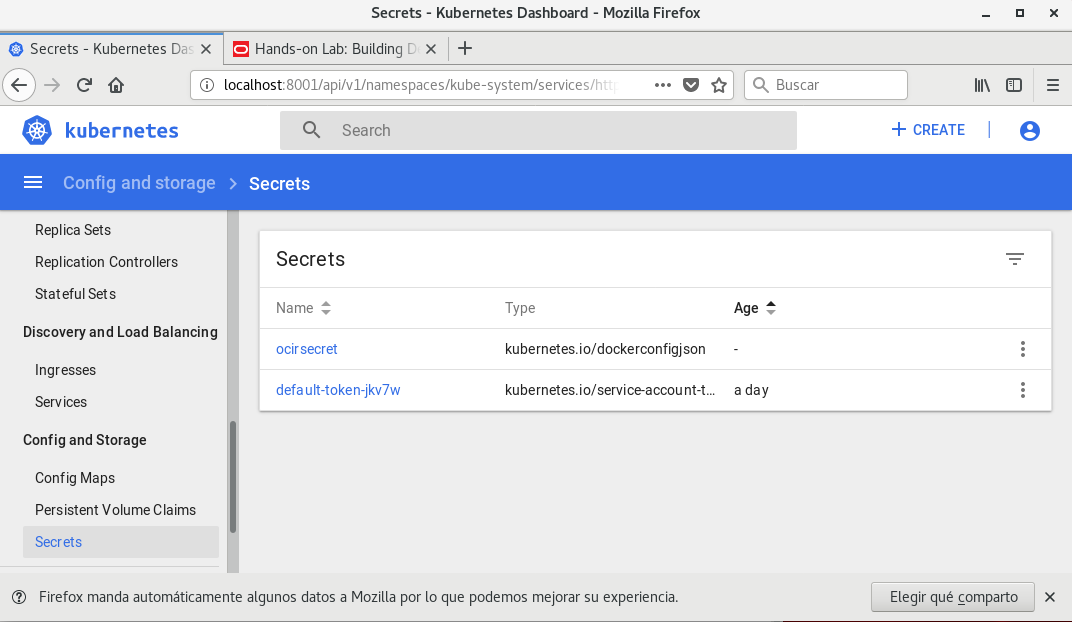 Secrets - Kubernetes Dashboard - Mozilla Firefox
Secrets - Kubernetes Das
Hands-on Lab: Building D
localhost:8001/api/v1/namespaces/kube-system/services/http
Buscar
kubernetes
Search
CREATE
Config and storage
Secrets
Replica Sets
Replication Controllers
Stateful Sets
Discovery and Load Balancing
Ingresses
Services
Config and Storage
Config Maps
Persistent Volume Claims
Secrets
Secrets
Name
Type
Age
ocirsecret
kubernetes.io/dockerconfigjson
-
default-token-jkv7w
kubernetes.io/service-account-t...
a day
Firefox manda automáticamente algunos datos a Mozilla por lo que podemos mejorar su experiencia.
Elegir qué comparto